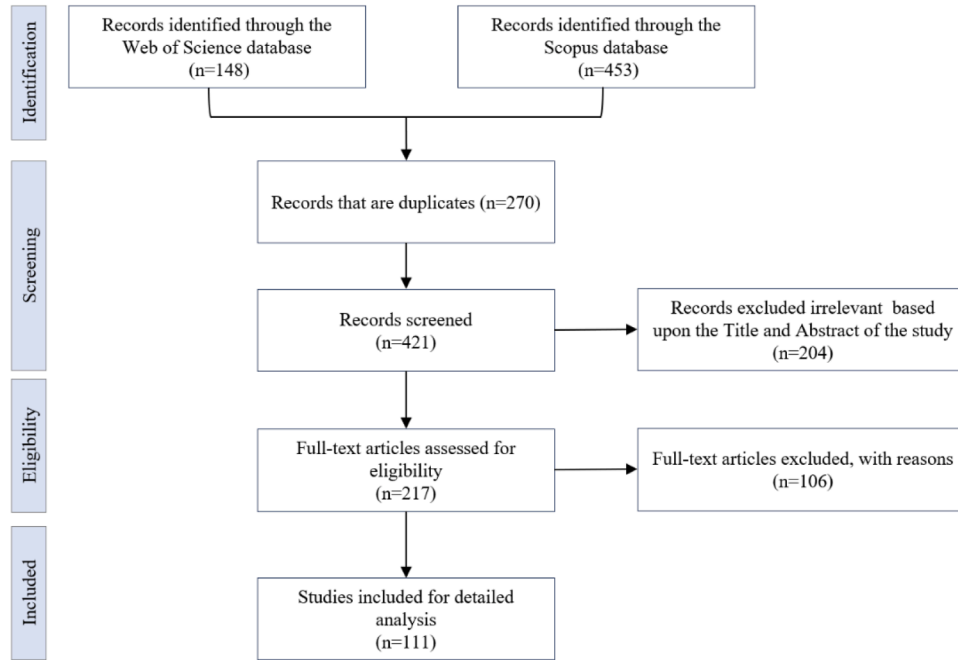 Identification
Records identified through the
Web of Science database
(n=148)
Records identified through the
Scopus database
(n=453)
Screening
Records that are duplicates (n=270)
Records screened
(n=421)
Records excluded irrelevant based
upon the Title and Abstract of the study
(n=204)
Eligibility
Full-text articles assessed for
eligibility
(n=217)
Full-text articles excluded, with reasons
(n=106)
Included
Studies included for detailed
analysis
(n=111)